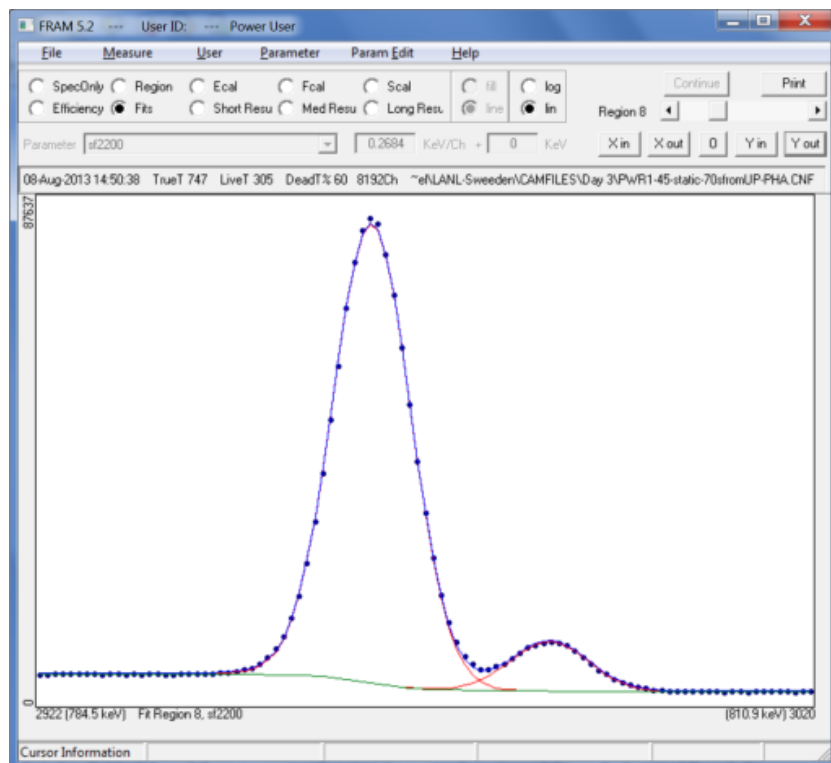 FRAM 5.2 --- User ID: --- Power User
File Measure User Parameter Param Edit Help
SpecOnly Region Ecal Fcal Scal fill log Continue Print
Efficiency Fits Short Resu Med Resu Long Resu. line lin Region 8
Parameter sf2200 0.2684 KeV/Ch + 0 KeV X in X out 0 Y in Y out
08-Aug-2013 14:50:38 TrueT 747 LiveT 305 DeadT% 60 8192Ch ~el\LANL-Sweeden\CAMFILES\Day 3\PWR1-45-static-70sfromUP-PHA.CNF
87637
0
2922 (784.5 keV) Fit Region 8, sf2200 (810.9 keV) 3020
Cursor Information